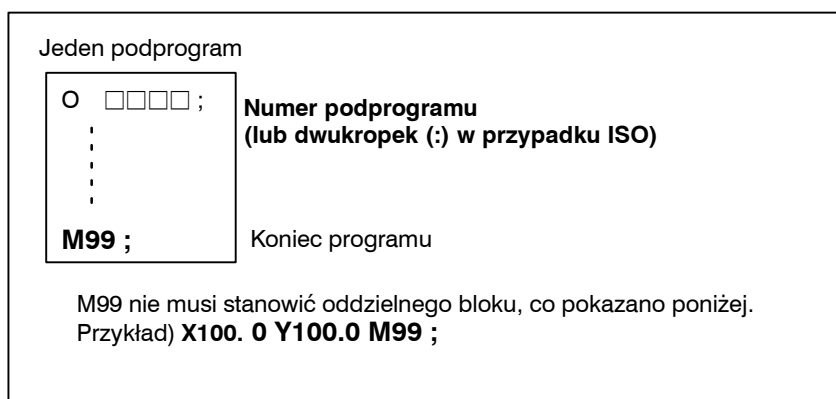 Jeden podprogram
O □□□□ ;
Numer podprogramu
(lub dwukropek (:) w przypadku ISO)
M99 ;
Koniec programu
M99 nie musi stanowić oddzielnego bloku, co pokazano poniżej.
Przykład) X100. 0 Y100.0 M99 ;